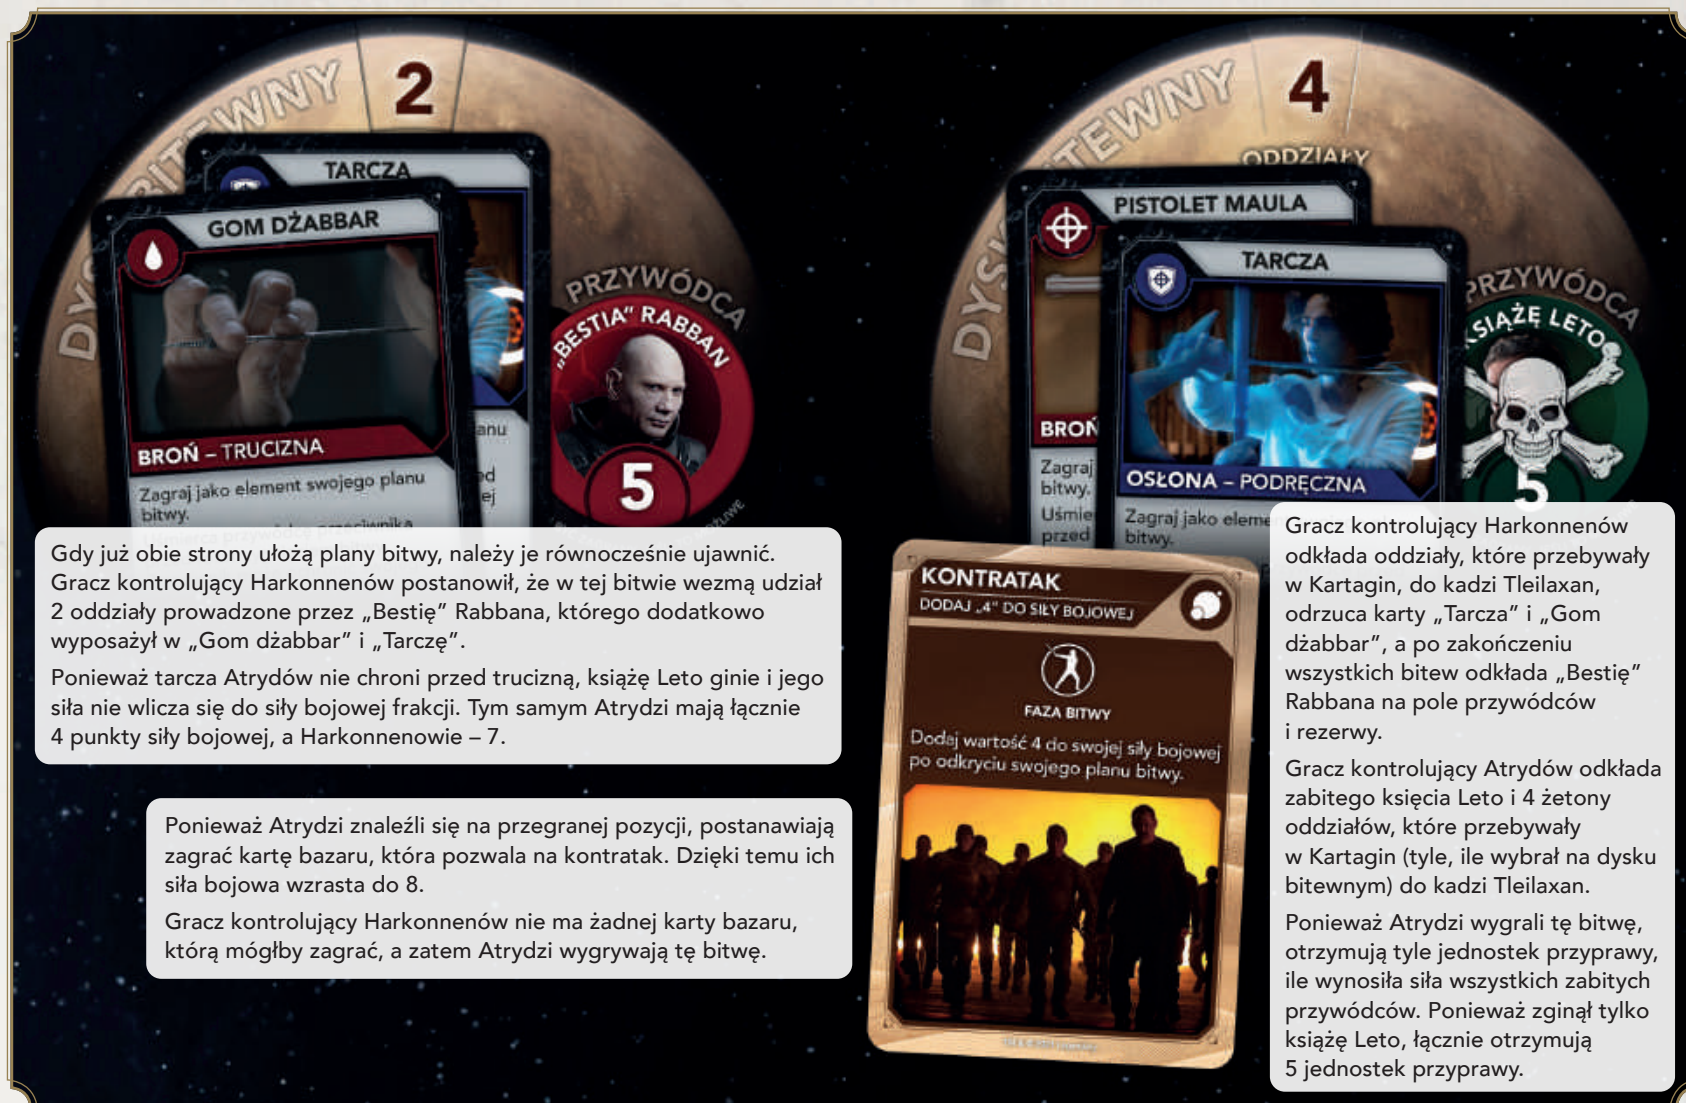 DYSK BITEWNY
2
TARCZA
GOM DŻABBAR
BROŃ – TRUCIZNA
Zagraj jako element swojego planu
bitwy.
PRZYWÓDCA
„BESTIA” RABBAN
5
DYSK BITEWNY
4
ODDZIAŁY
PISTOLET MAULA
BROŃ
Zagraj
bitwy.
przed
TARCZA
OSŁONA – PODRĘCZNA
Zagraj jako
bitwy.
PRZYWÓDCA
KSIĄŻĘ LETO
5
Gdy już obie strony ułożą plany bitwy, należy je równocześnie ujawnić.
Gracz kontrolujący Harkonnenów postanowił, że w tej bitwie wezmą udział
2 oddziały prowadzone przez „Bestię” Rabbana, którego dodatkowo
wyposażył w „Gom dżabbar” i „Tarczę”.
Ponieważ tarcza Atrydów nie chroni przed trucizną, książę Leto ginie i jego
siła nie wlicza się do siły bojowej frakcji. Tym samym Atrydzi mają łącznie
4 punkty siły bojowej, a Harkonnenowie – 7.
Ponieważ Atrydzi znaleźli się na przegranej pozycji, postanawiają
zagrać kartę bazaru, która pozwala na kontratak. Dzięki temu ich
siła bojowa wzrasta do 8.
Gracz kontrolujący Harkonnenów nie ma żadnej karty bazaru,
którą mógłby zagrać, a zatem Atrydzi wygrywają tę bitwę.
KONTRATAK
DODAJ „4” DO SIŁY BOJOWEJ
FAZA BITWY
Dodaj wartość 4 do swojej siły bojowej
po odkryciu swojego planu bitwy.
Gracz kontrolujący Harkonnenów
odkłada oddziały, które przebywały
w Kartagin, do kadzi Tleilaxan,
odrzuca karty „Tarcza” i „Gom
dżabbar”, a po zakończeniu
wszystkich bitew odkłada „Bestię”
Rabbana na pole przywódców
i rezerwy.
Gracz kontrolujący Atrydów odkłada
zabitego księcia Leto i 4 żetony
oddziałów, które przebywały
w Kartagin (tyle, ile wybrał na dysku
bitewnym) do kadzi Tleilaxan.
Ponieważ Atrydzi wygrali tę bitwę,
otrzymują tyle jednostek przyprawy,
ile wynosiła siła wszystkich zabitych
przywódców. Ponieważ zginął tylko
książę Leto, łącznie otrzymują
5 jednostek przyprawy.